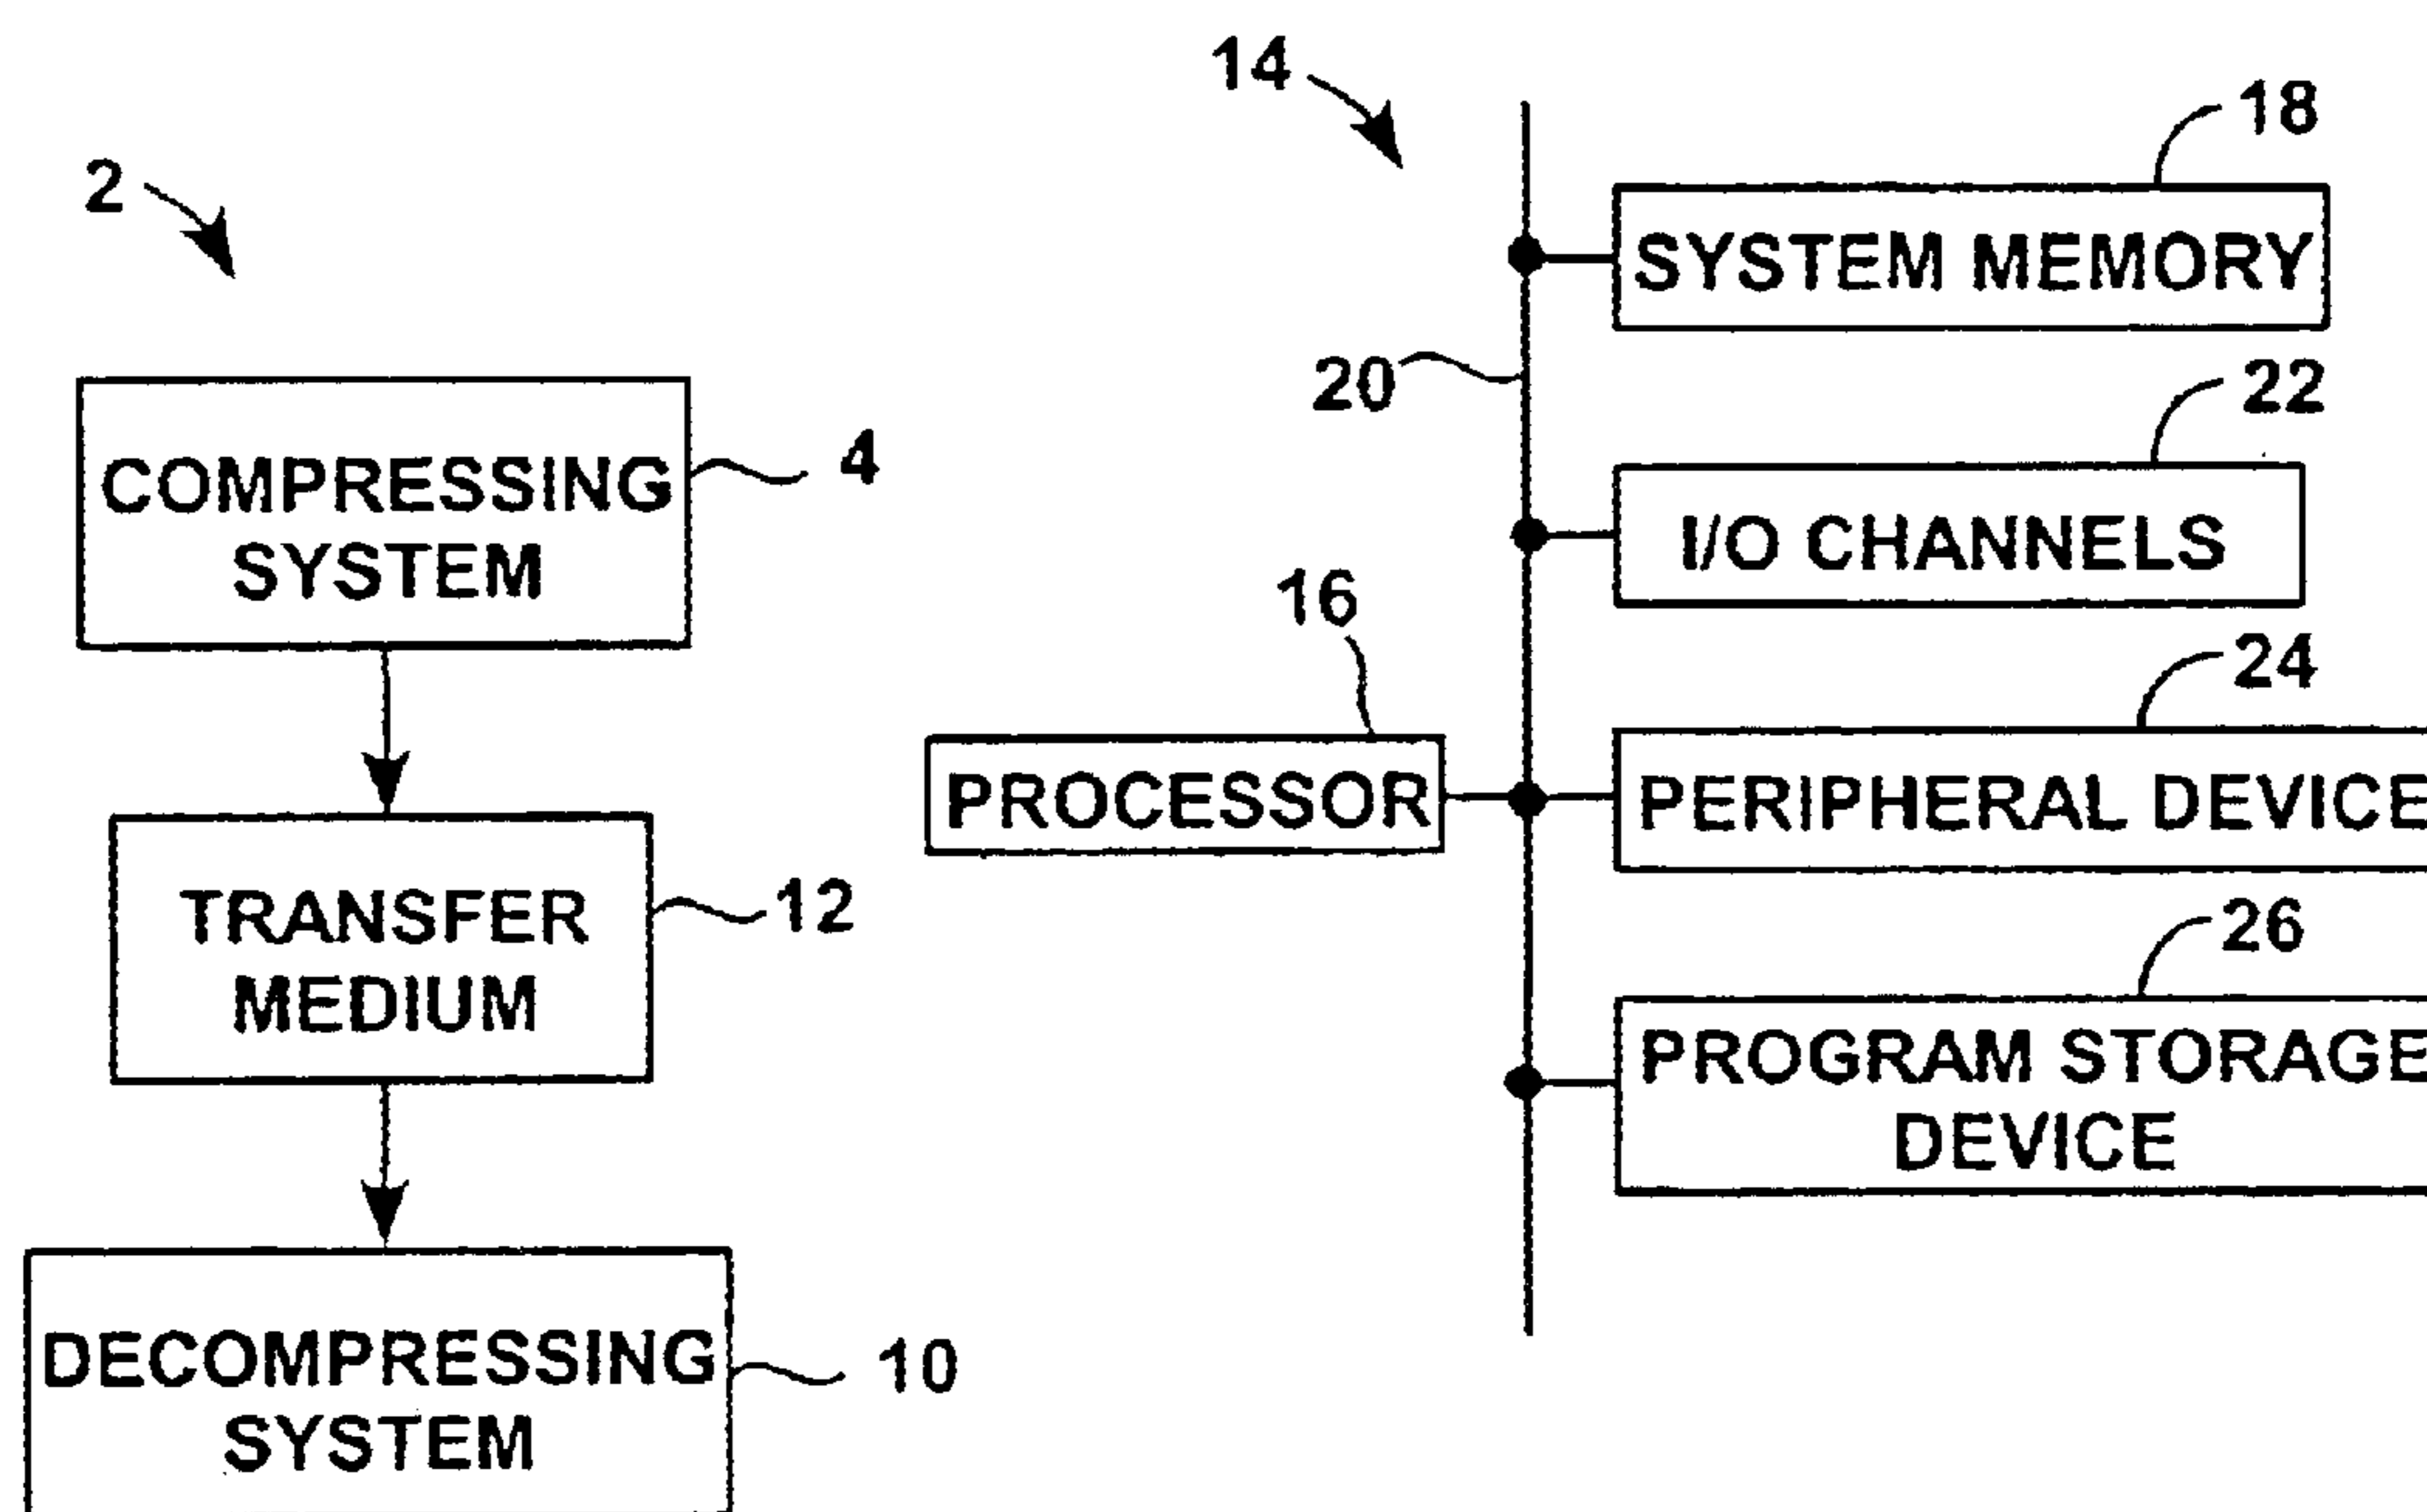 2
COMPRESSING
SYSTEM
4
TRANSFER
MEDIUM
12
DECOMPRESSING
SYSTEM
10
14
18
SYSTEM MEMORY
20
22
I/O CHANNELS
16
PROCESSOR
24
PERIPHERAL DEVICE
26
PROGRAM STORAGE
DEVICE